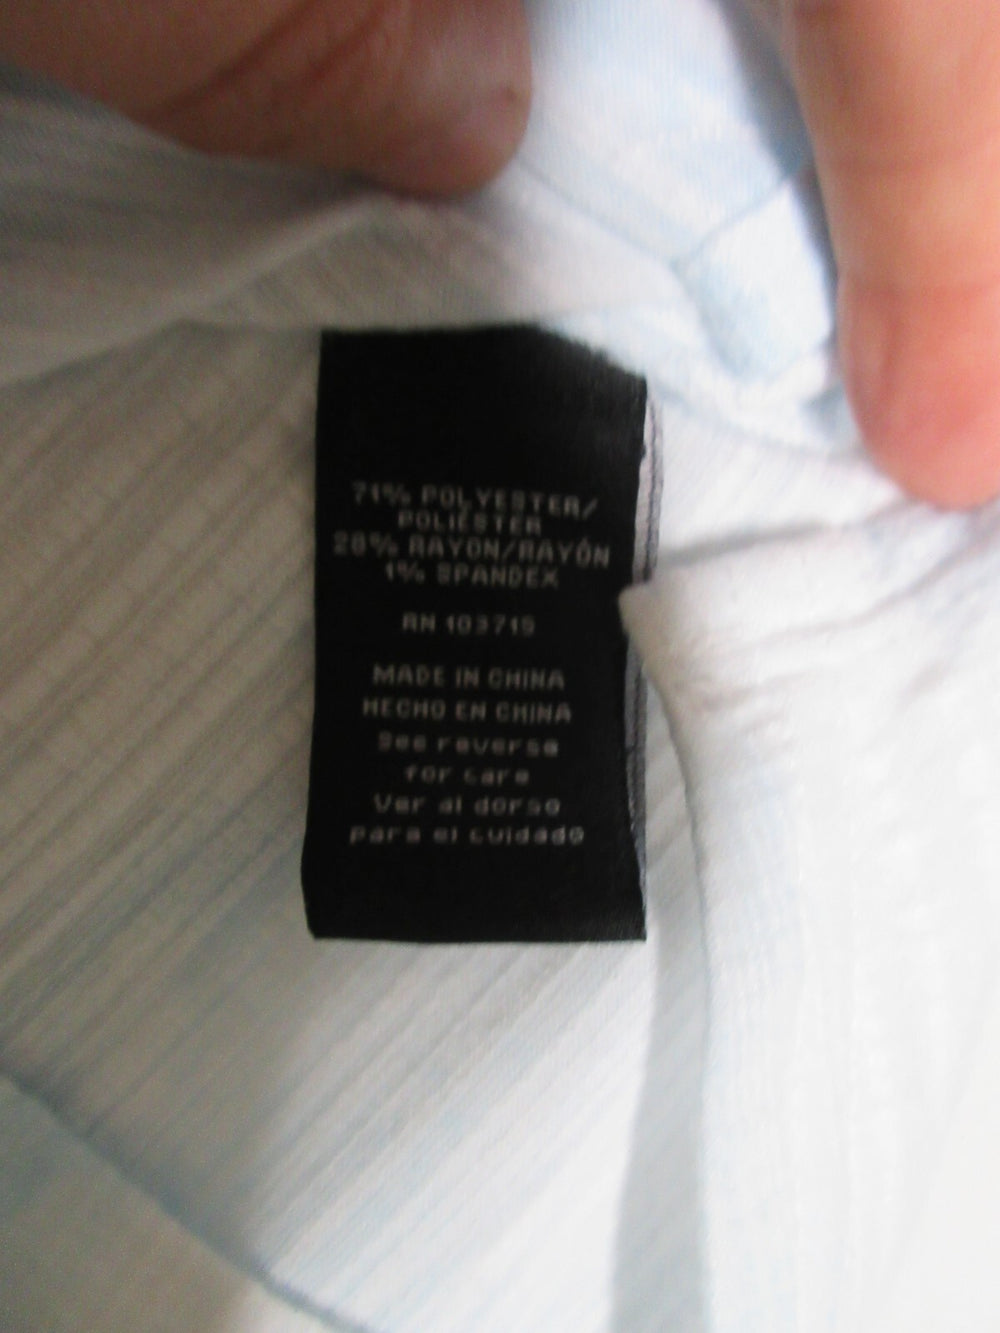 71% POLYESTER/
POLIÉSTER
28% RAYON/RAYÓN
1% SPANDEX
RN 103719
MADE IN CHINA
HECHO EN CHINA
See reverse
for care
Ver al dorso
para el cuidado